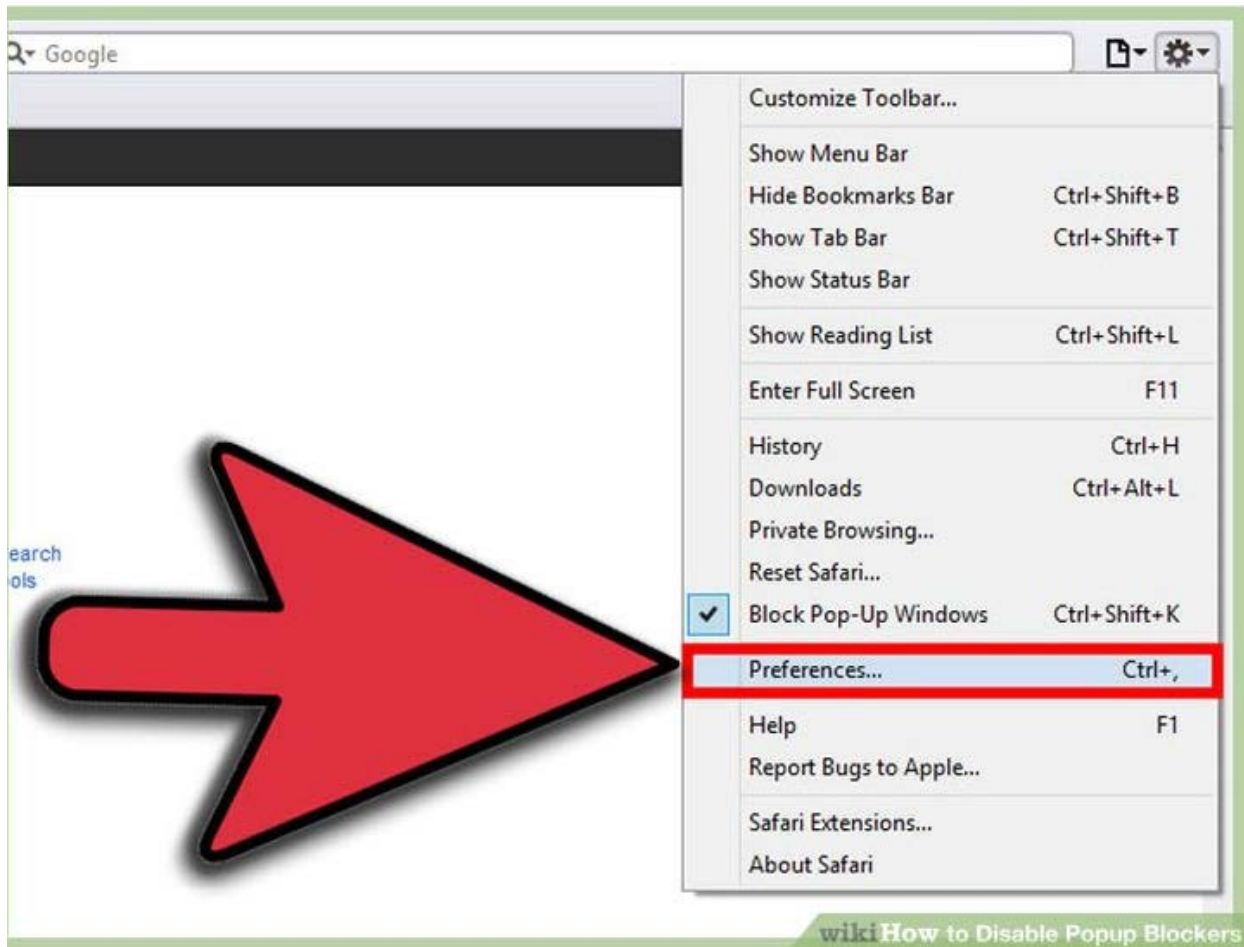 Google
Customize Toolbar...
Show Menu Bar
Hide Bookmarks Bar Ctrl+Shift+B
Show Tab Bar Ctrl+Shift+T
Show Status Bar
Show Reading List Ctrl+Shift+L
Enter Full Screen F11
History Ctrl+H
Downloads Ctrl+Alt+L
Private Browsing...
earch
Reset Safari...
ols
Block Pop-Up Windows Ctrl+Shift+K
Preferences... Ctrl+,
Help F1
Report Bugs to Apple...
Safari Extensions...
About Safari
wikiHow to Disable Popup Blockers